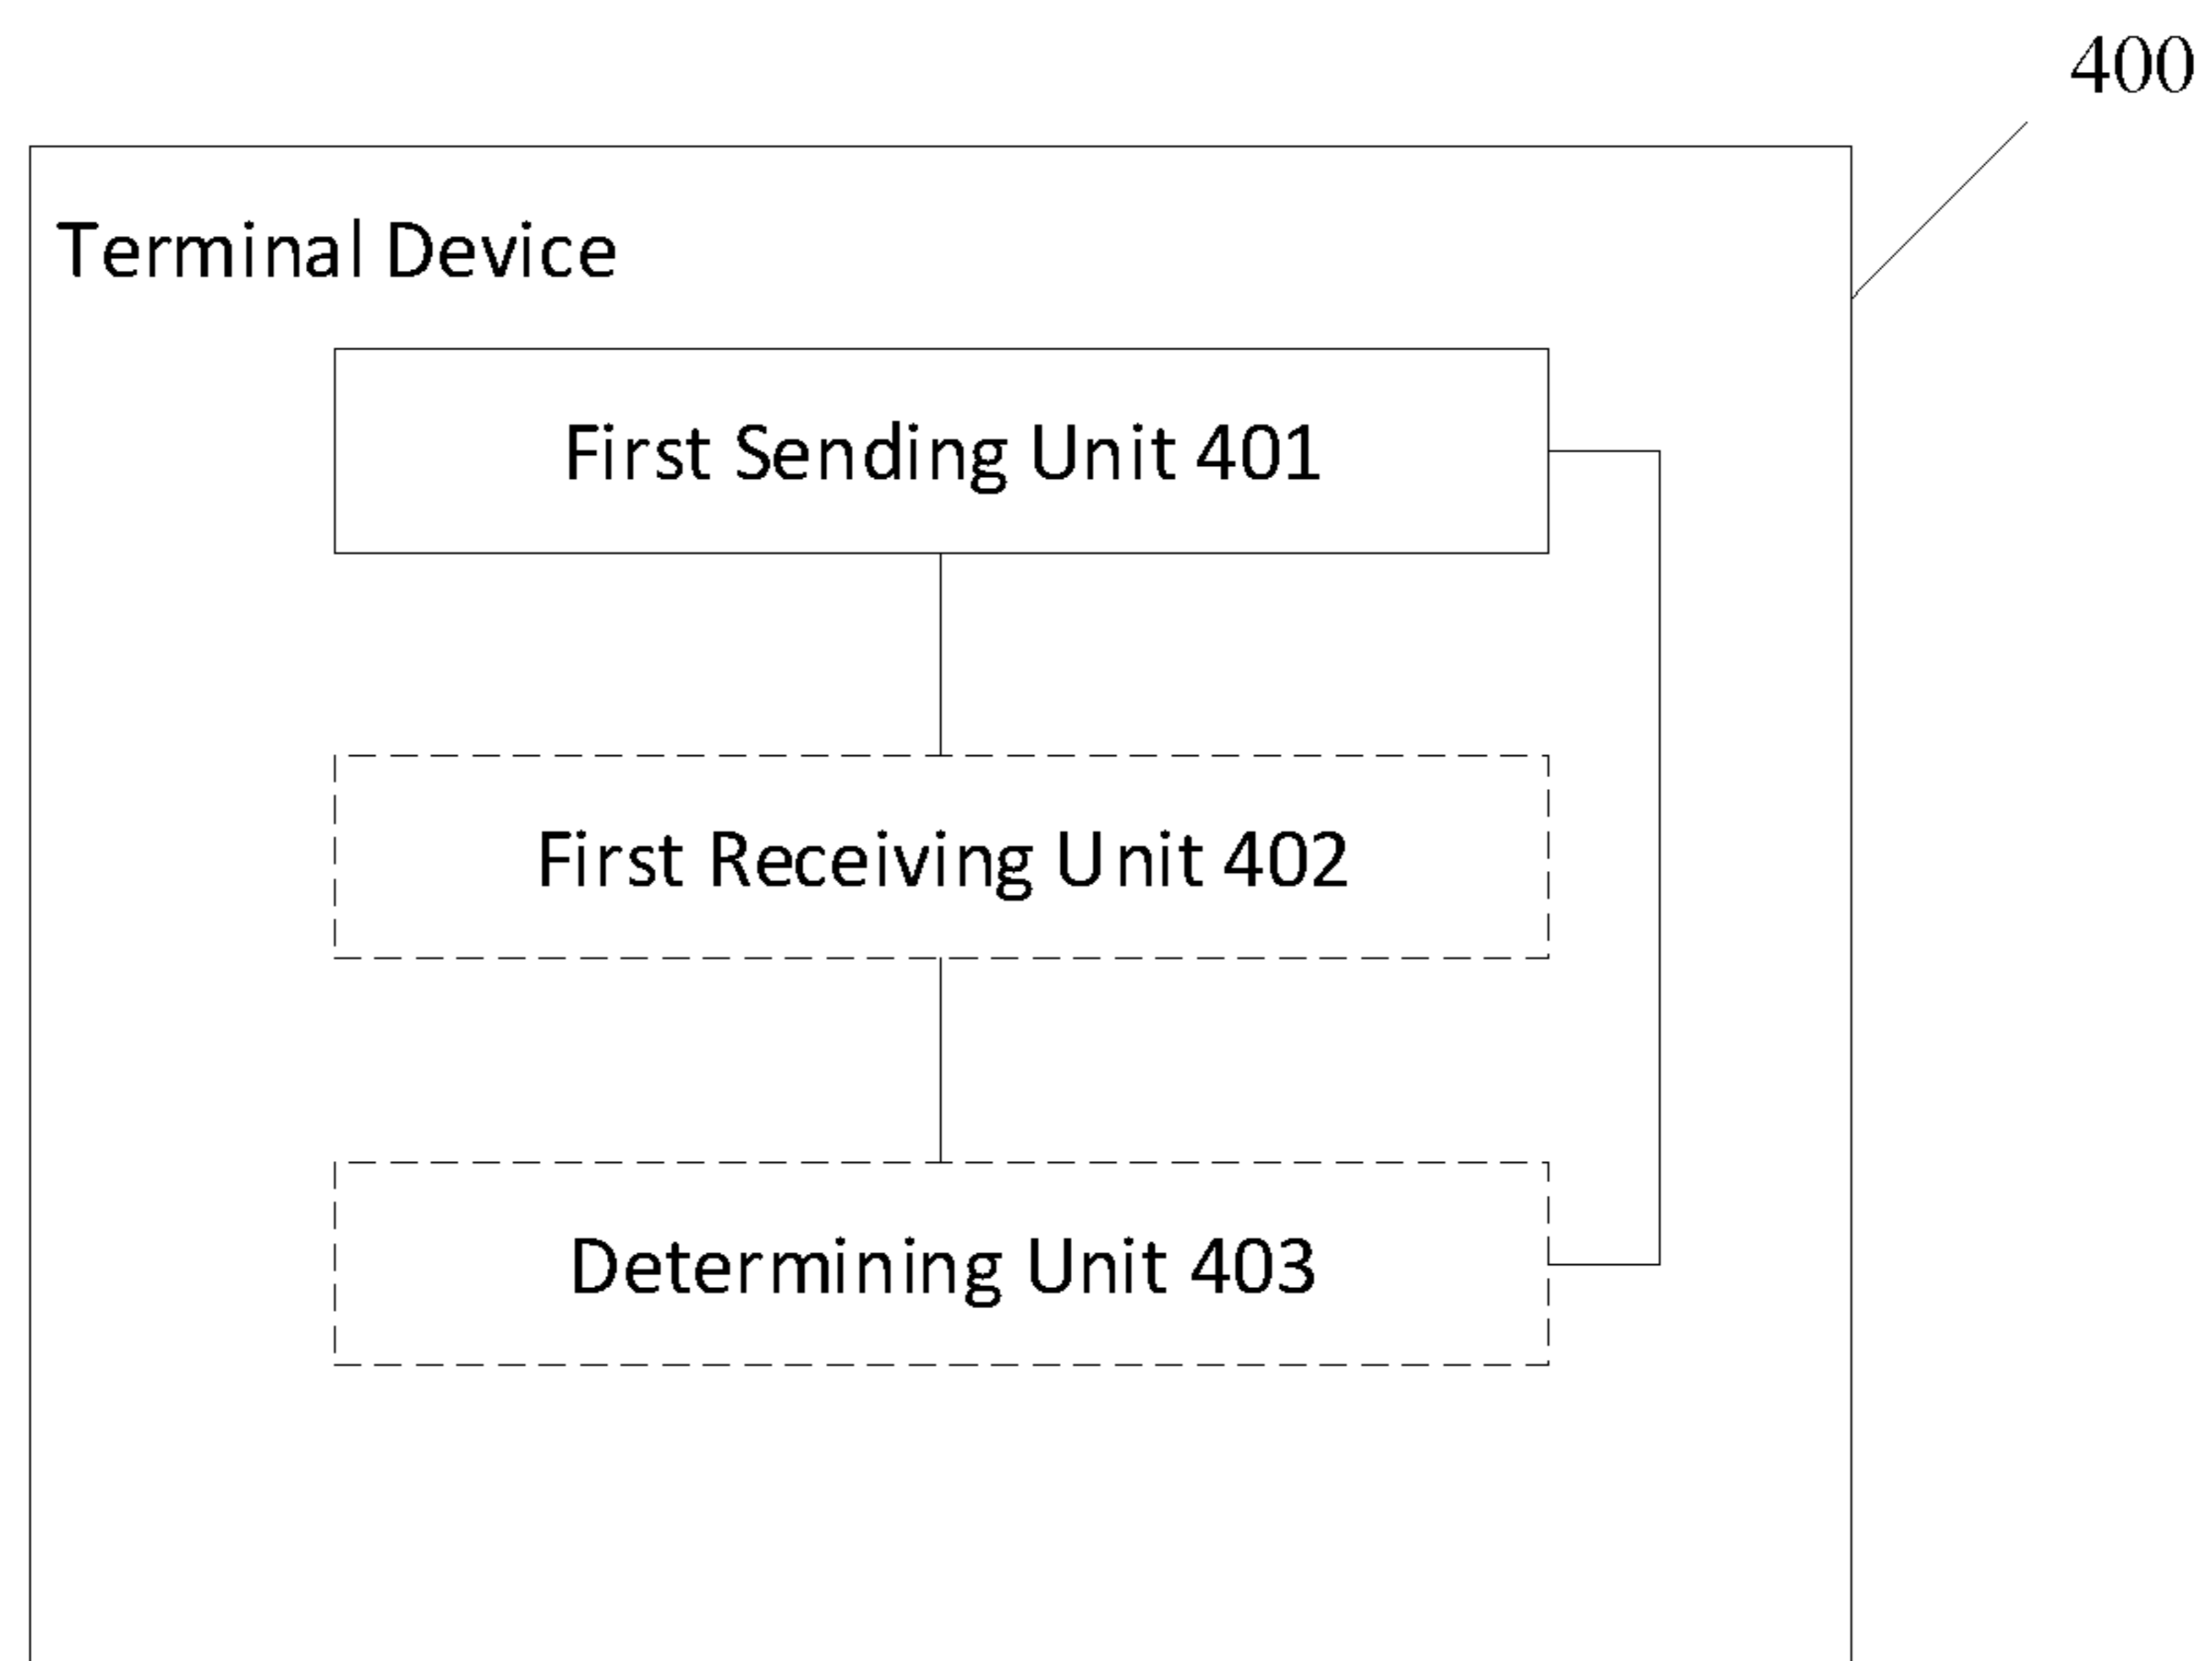 400
Terminal Device
First Sending Unit 401
First Receiving Unit 402
Determining Unit 403